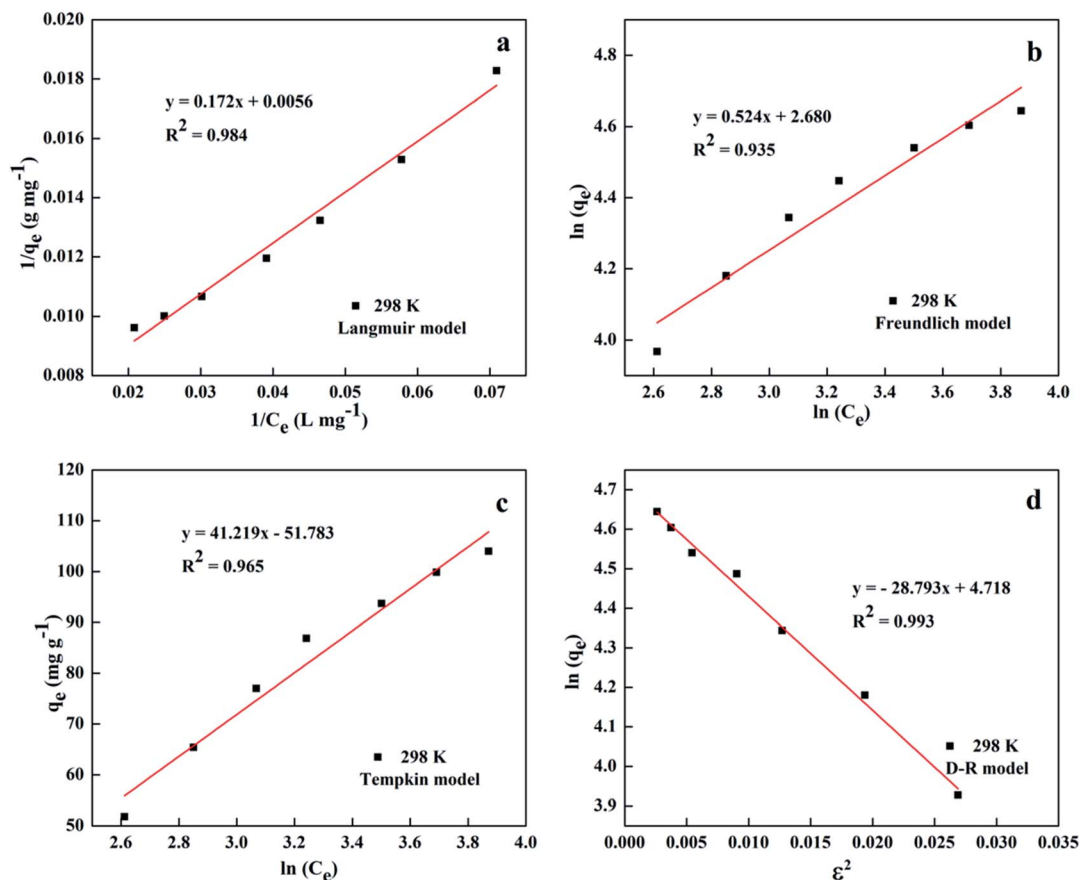 a
0.020
0.018
0.016
0.014
0.012
0.010
0.008
1/qe (g mg-1)
y = 0.172x + 0.0056
R2 = 0.984
298 K
Langmuir model
0.02 0.03 0.04 0.05 0.06 0.07
1/Ce (L mg-1)
b
4.8
4.6
4.4
4.2
4.0
ln (qe)
y = 0.524x + 2.680
R2 = 0.935
298 K
Freundlich model
2.6 2.8 3.0 3.2 3.4 3.6 3.8 4.0
ln (Ce)
c
120
110
100
90
80
70
60
50
qe (mg g-1)
y = 41.219x - 51.783
R2 = 0.965
298 K
Tempkin model
2.6 2.8 3.0 3.2 3.4 3.6 3.8 4.0
ln (Ce)
d
4.7
4.6
4.5
4.4
4.3
4.2
4.1
4.0
3.9
ln (qe)
y = - 28.793x + 4.718
R2 = 0.993
298 K
D-R model
0.000 0.005 0.010 0.015 0.020 0.025 0.030 0.035
ε2